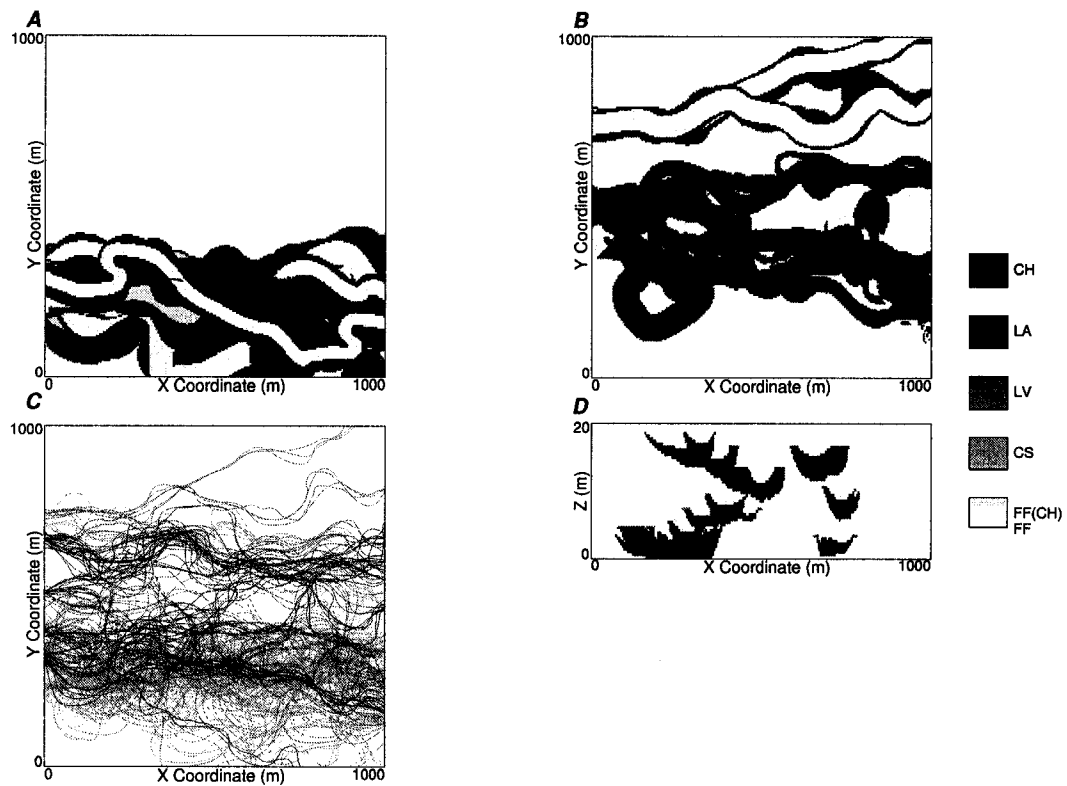 A
1000
Y Coordinate (m)
0
0
X Coordinate (m)
1000
B
1000
Y Coordinate (m)
0
0
X Coordinate (m)
1000
C
1000
Y Coordinate (m)
0
0
X Coordinate (m)
1000
D
20
Z (m)
0
0
X Coordinate (m)
1000
CH
LA
LV
CS
FF(CH)
FF